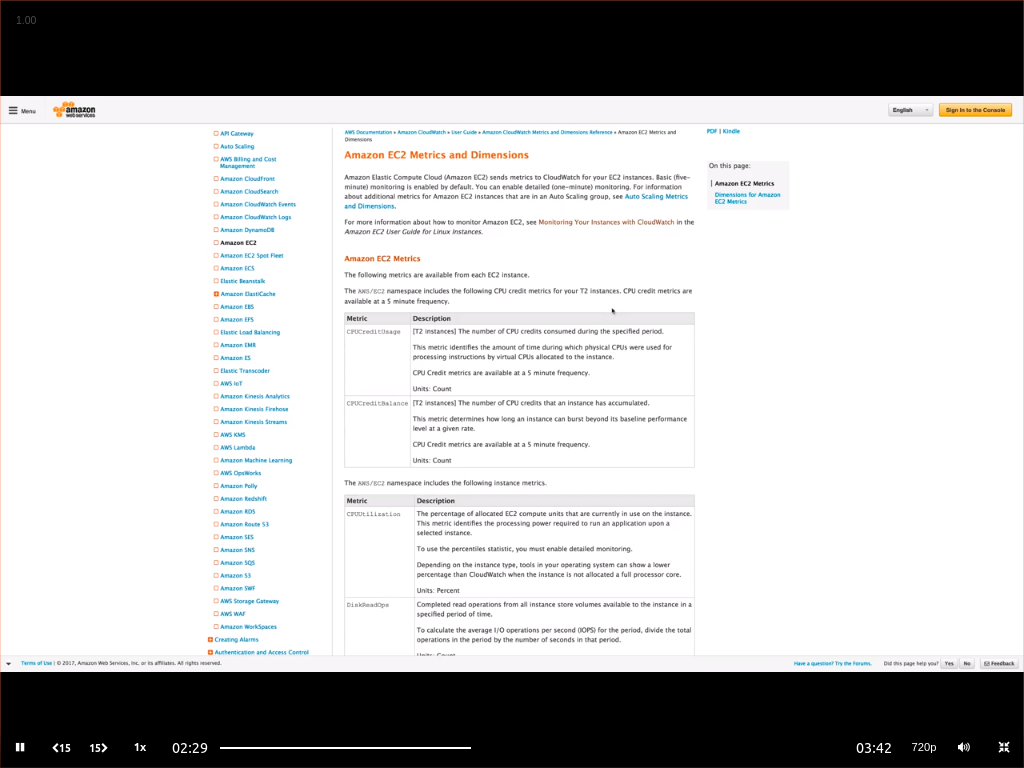 1.00
Menu
amazon
web services
English
Sign In to the Console
API Gateway
Auto Scaling
AWS Billing and Cost
Management
Amazon CloudFront
Amazon CloudSearch
Amazon CloudWatch Events
Amazon CloudWatch Logs
Amazon DynamoDB
Amazon EC2
Amazon EC2 Spot Fleet
Amazon ECS
Elastic Beanstalk
Amazon ElastiCache
Amazon EBS
Amazon EFS
Elastic Load Balancing
Amazon EMR
Amazon ES
Elastic Transcoder
AWS IoT
Amazon Kinesis Analytics
Amazon Kinesis Firehose
Amazon Kinesis Streams
AWS KMS
AWS Lambda
Amazon Machine Learning
AWS OpsWorks
Amazon Polly
Amazon Redshift
Amazon RDS
Amazon Route 53
Amazon SES
Amazon SNS
Amazon SQS
Amazon S3
Amazon SWF
AWS Storage Gateway
AWS WAF
Amazon WorkSpaces
Creating Alarms
Authentication and Access Control
AWS Documentation » Amazon CloudWatch » User Guide » Amazon CloudWatch Metrics and Dimensions Reference » Amazon EC2 Metrics and
Dimensions
Amazon EC2 Metrics and Dimensions
Amazon Elastic Compute Cloud (Amazon EC2) sends metrics to CloudWatch for your EC2 instances. Basic (five-
minute) monitoring is enabled by default. You can enable detailed (one-minute) monitoring. For information
about additional metrics for Amazon EC2 instances that are in an Auto Scaling group, see Auto Scaling Metrics
and Dimensions.
For more information about how to monitor Amazon EC2, see Monitoring Your Instances with CloudWatch in the
Amazon EC2 User Guide for Linux Instances.
Amazon EC2 Metrics
The following metrics are available from each EC2 instance.
The AWS/EC2 namespace includes the following CPU credit metrics for your T2 instances. CPU credit metrics are
available at a 5 minute frequency.
Metric Description
CPUCreditUsage [T2 instances] The number of CPU credits consumed during the specified period.
This metric identifies the amount of time during which physical CPUs were used for
processing instructions by virtual CPUs allocated to the instance.
CPU Credit metrics are available at a 5 minute frequency.
Units: Count
CPUCreditBalance [T2 instances] The number of CPU credits that an instance has accumulated.
This metric determines how long an instance can burst beyond its baseline performance
level at a given rate.
CPU Credit metrics are available at a 5 minute frequency.
Units: Count
The AWS/EC2 namespace includes the following instance metrics.
Metric Description
CPUUtilization The percentage of allocated EC2 compute units that are currently in use on the instance.
This metric identifies the processing power required to run an application upon a
selected instance.
To use the percentiles statistic, you must enable detailed monitoring.
Depending on the instance type, tools in your operating system can show a lower
percentage than CloudWatch when the instance is not allocated a full processor core.
Units: Percent
DiskReadOps Completed read operations from all instance store volumes available to the instance in a
specified period of time.
To calculate the average I/O operations per second (IOPS) for the period, divide the total
operations in the period by the number of seconds in that period.
Units: Count
PDF | Kindle
On this page:
Amazon EC2 Metrics
Dimensions for Amazon
EC2 Metrics
Terms of Use | © 2017, Amazon Web Services, Inc. or its affiliates. All rights reserved.
Have a question? Try the Forums. Did this page help you? Yes No Feedback
15 15 1x 02:29 03:42 720p